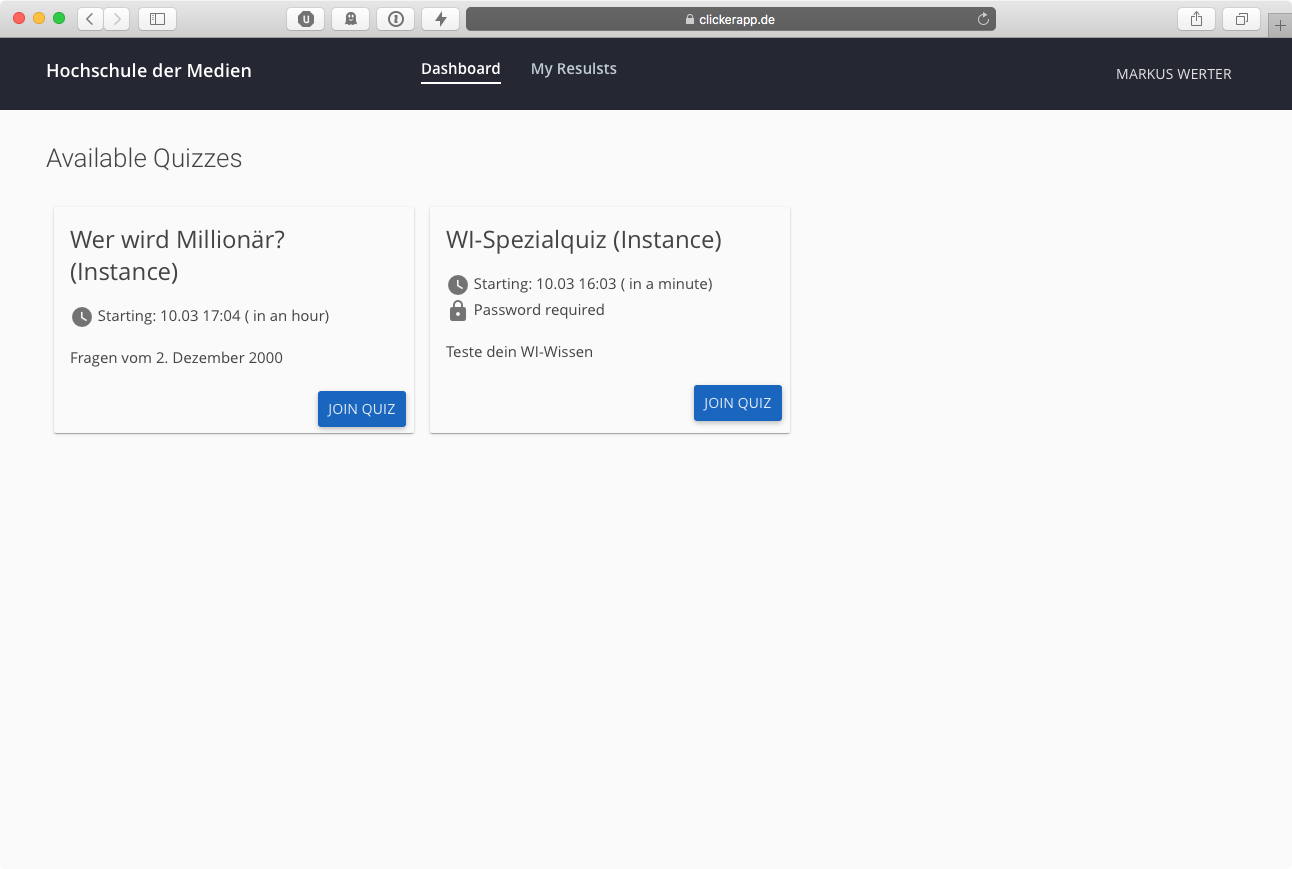 clickerapp.de
Hochschule der Medien
Dashboard
My Resulsts
MARKUS WERTER
Available Quizzes
Wer wird Millionär?
(Instance)
Starting: 10.03 17:04 ( in an hour)
Fragen vom 2. Dezember 2000
JOIN QUIZ
WI-Spezialquiz (Instance)
Starting: 10.03 16:03 ( in a minute)
Password required
Teste dein WI-Wissen
JOIN QUIZ